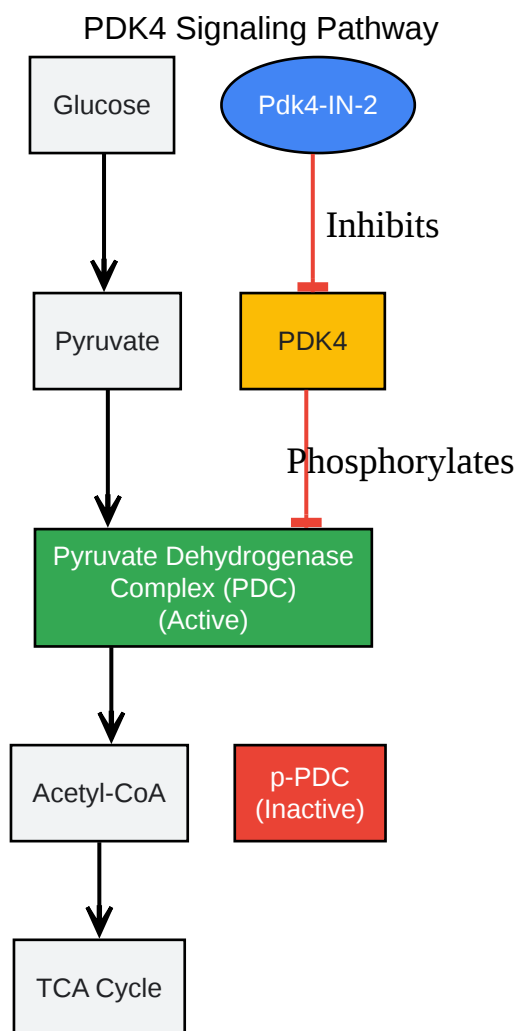 PDK4 Signaling Pathway
Glucose
Pdk4-IN-2
Inhibits
Pyruvate
PDK4
Phosphorylates
Pyruvate Dehydrogenase
Complex (PDC)
(Active)
Acetyl-CoA
p-PDC
(Inactive)
TCA Cycle